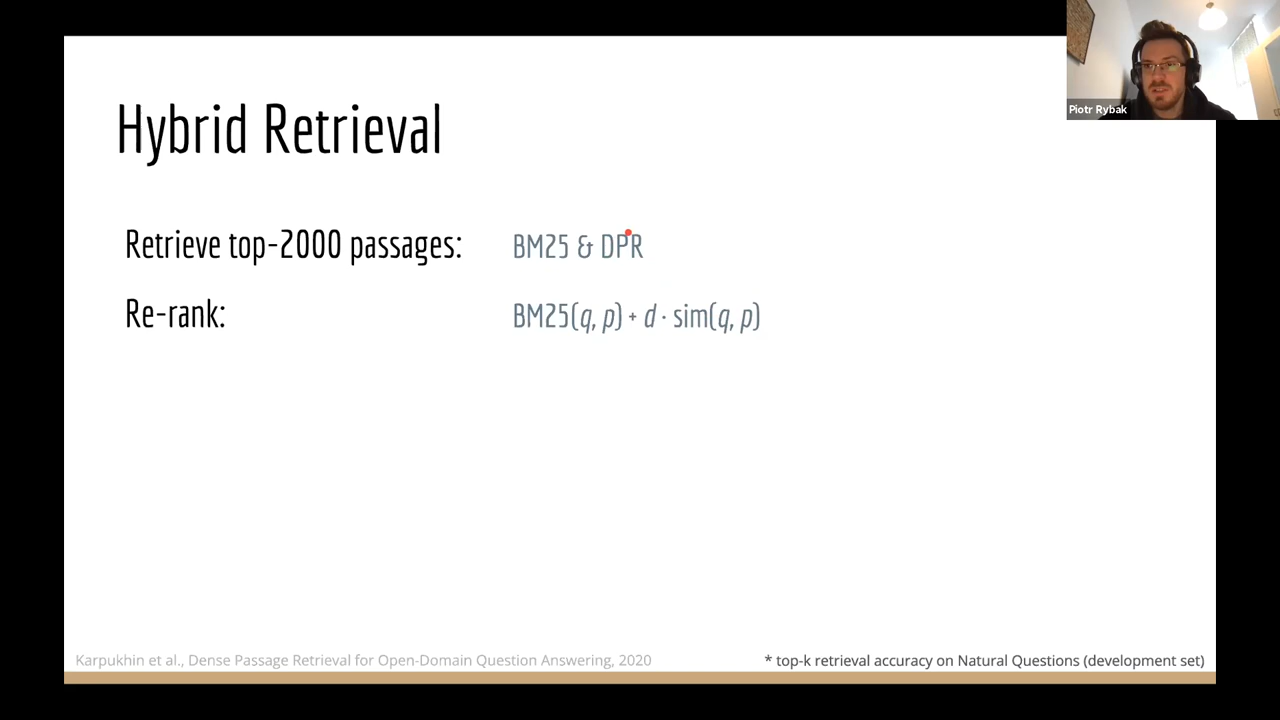 Piotr Rybak
Hybrid Retrieval
Retrieve top-2000 passages: BM25 & DPR
Re-rank: BM25(q, p) + d · sim(q, p)
Karpukhin et al., Dense Passage Retrieval for Open-Domain Question Answering, 2020
* top-k retrieval accuracy on Natural Questions (development set)